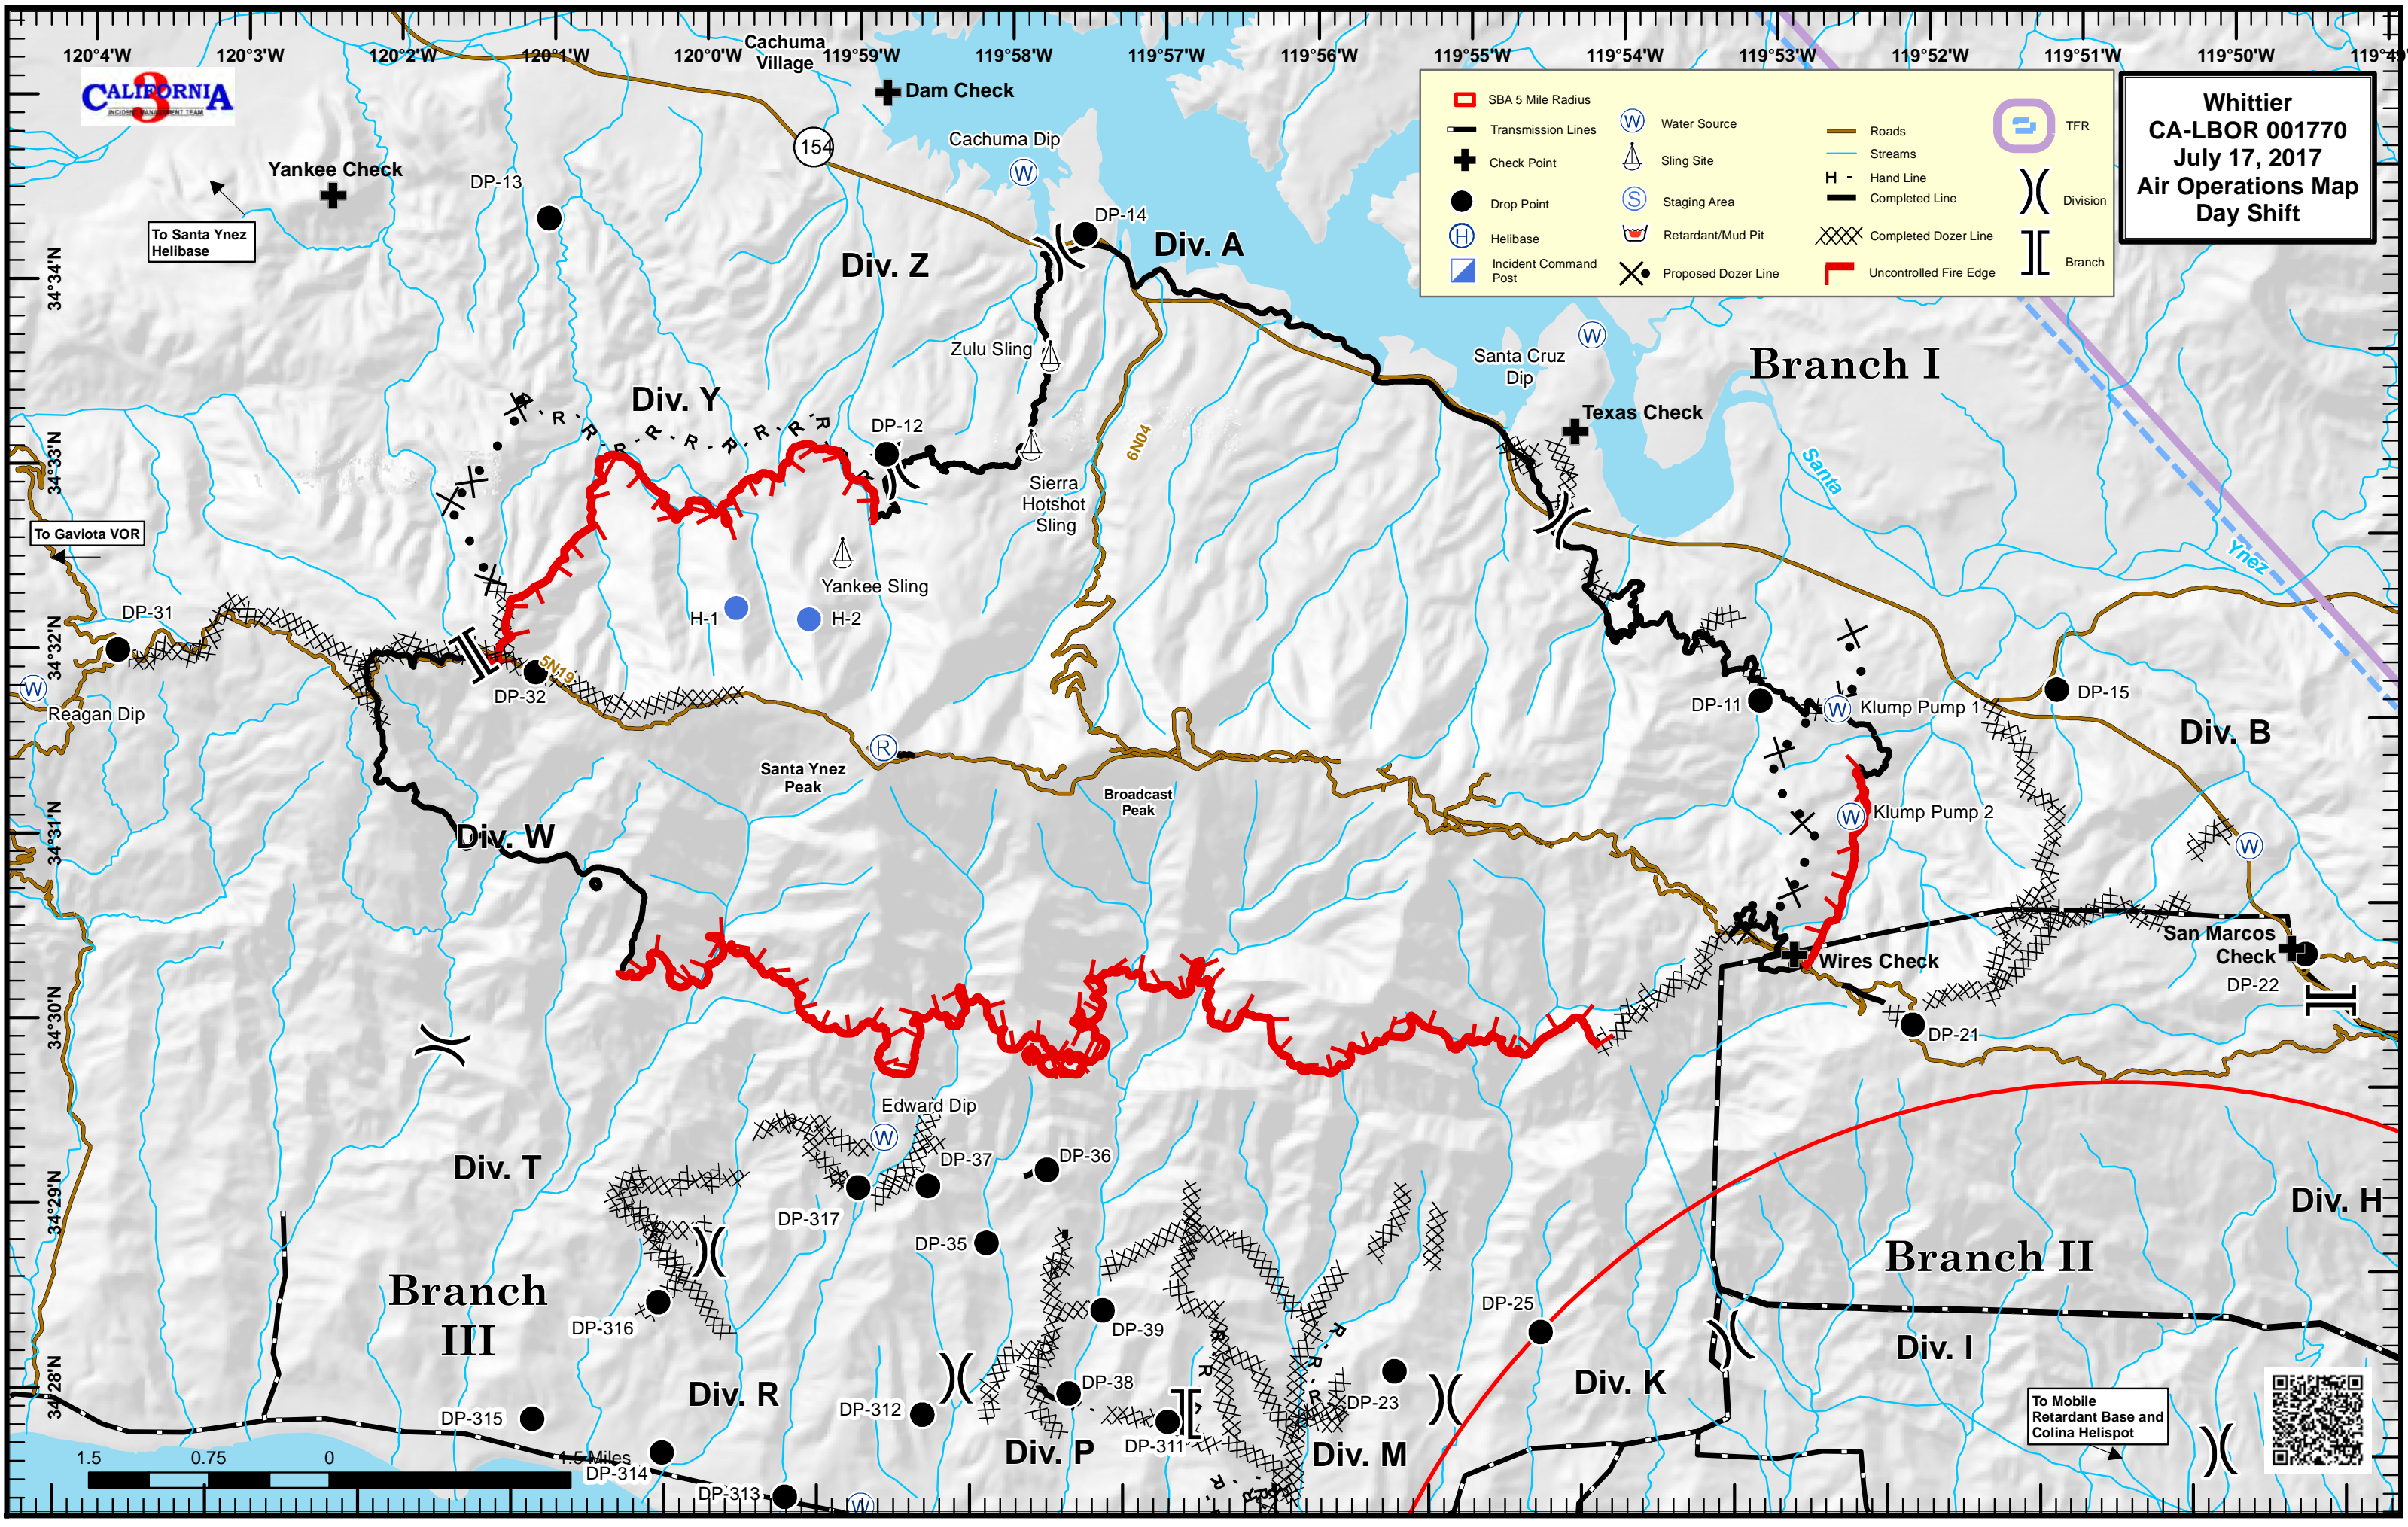 120°4'W 120°3'W 120°2'W 120°1'W 120°0'W 119°59'W 119°58'W 119°57'W 119°56'W 119°55'W 119°54'W 119°53'W 119°52'W 119°51'W 119°50'W 119°49'
Cachuma
Village
CALIFORNIA
3
INCIDENT MANAGEMENT TEAM
Dam Check
SBA 5 Mile Radius
Transmission Lines
Check Point
Drop Point
H
Helibase
Incident Command
Post
W
Water Source
Sling Site
S
Staging Area
Retardant/Mud Pit
Proposed Dozer Line
Roads
Streams
H -
Hand Line
Completed Line
Completed Dozer Line
Uncontrolled Fire Edge
TFR
Division
Branch
Whittier
CA-LBOR 001770
July 17, 2017
Air Operations Map
Day Shift
154
Cachuma Dip
W
Yankee Check
DP-13
To Santa Ynez
Helibase
DP-14
Div. A
Div. Z
34°34'N
Zulu Sling
W
Santa Cruz
Dip
Branch I
Div. Y
R - R - R - R - R - R - R - R - R
DP-12
Texas Check
6N04
34°33'N
Santa
Sierra
Hotshot
Sling
To Gaviota VOR
Ynez
Yankee Sling
H-1
H-2
DP-31
34°32'N
5N19
DP-32
W
Reagan Dip
DP-11
W
Klump Pump 1
DP-15
Div. B
R
Santa Ynez
Peak
Broadcast
Peak
34°31'N
Div. W
W
Klump Pump 2
W
San Marcos
Check
Wires Check
DP-22
34°30'N
DP-21
Edward Dip
W
Div. T
DP-37
DP-36
34°29'N
DP-317
Div. H
DP-35
Branch II
Branch
III
DP-316
DP-39
DP-25
Div. I
34°28'N
Div. R
DP-38
Div. K
DP-312
DP-23
DP-315
DP-311
Div. P
Div. M
To Mobile
Retardant Base and
Colina Helispot
1.5 0.75 0 1.5 Miles
DP-314
DP-313
W